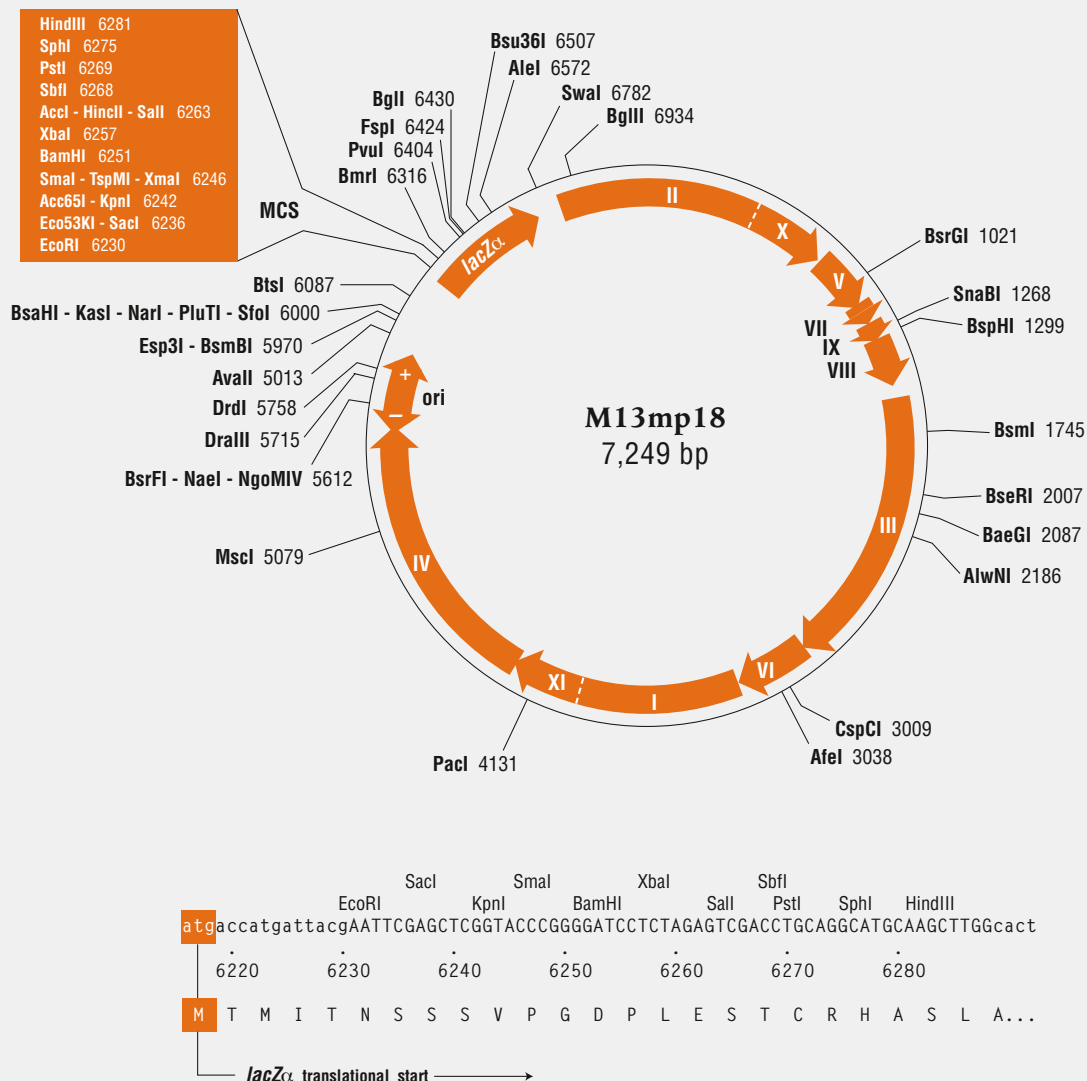 HindIII 6281
SphI 6275
PstI 6269
SbfI 6268
AccI - HincII - SalI 6263
XbaI 6257
BamHI 6251
SmaI - TspMI - XmaI 6246
Acc65I - KpnI 6242
Eco53KI - SacI 6236
EcoRI 6230
MCS
Bsu36I 6507
AleI 6572
SwaI 6782
BglII 6934
BglI 6430
FspI 6424
PvuI 6404
BmrI 6316
BtsI 6087
BsaHI - KasI - NarI - PluTI - SfoI 6000
Esp3I - BsmBI 5970
AvaII 5013
DrdI 5758
DraIII 5715
BsrFI - NaeI - NgoMIV 5612
MscI 5079
PacI 4131
lacZα
II
X
V
VII
IX
VIII
III
VI
I
XI
IV
+
−
ori
BsrGI 1021
SnaBI 1268
BspHI 1299
BsmI 1745
BseRI 2007
BaeGI 2087
AlwNI 2186
CspCI 3009
AfeI 3038
M13mp18
7,249 bp
SacI SmaI XbaI SbfI
EcoRI KpnI BamHI SalI PstI SphI HindIII
atgaccatgattacgAATTCGAGCTCGGTACCCGGGGATCCTCTAGAGTCGACCTGCAGGCATGCAAGCTTGGcact
. . . . . . .
6220 6230 6240 6250 6260 6270 6280
M T M I T N S S S V P G D P L E S T C R H A S L A...
lacZα translational start